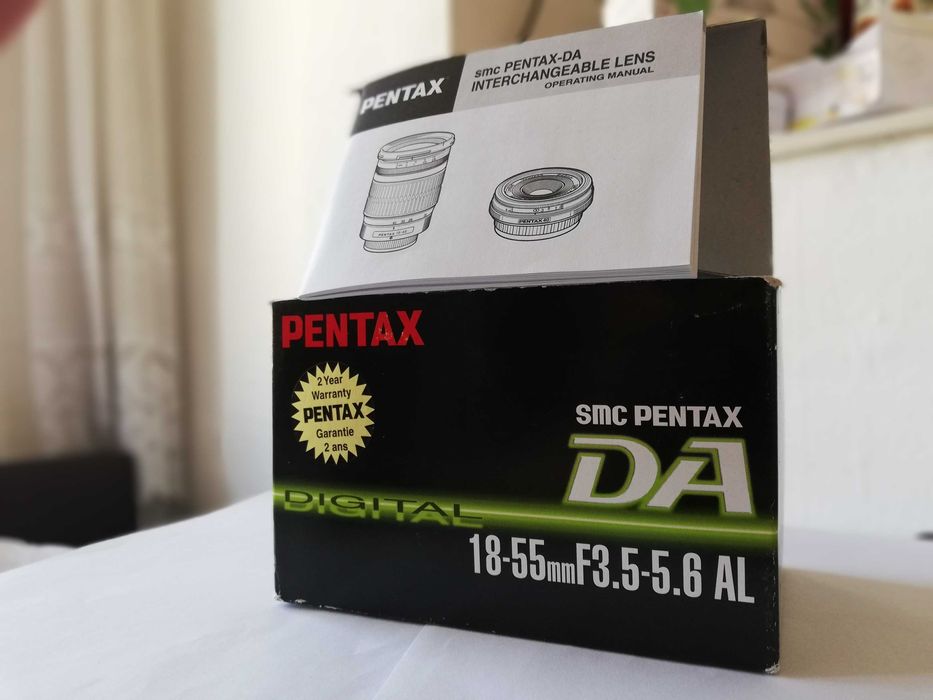 PENTAX
smc PENTAX-DA
INTERCHANGEABLE LENS
OPERATING MANUAL
PENTAX
2 Year
Warranty
PENTAX
Garantie
2 ans
smc PENTAX
DA
DIGITAL
18-55mmF3.5-5.6 AL